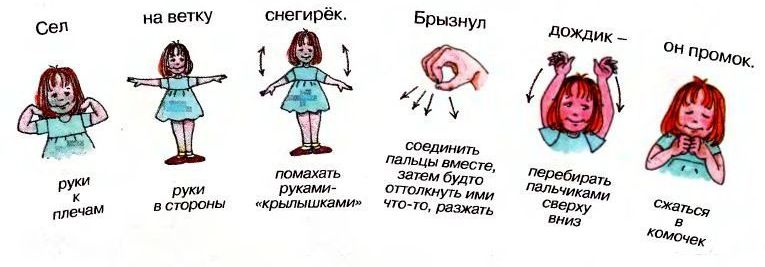 Сел
на ветку
снегирёк.
Брызнул
дождик –
он промок.
руки
к
плечам
руки
в стороны
помахать
руками-
«крылышками»
соединить
пальцы вместе,
затем будто
оттолкнуть ими
что-то, разжать
перебирать
пальчиками
сверху
вниз
сжаться
в
комочек